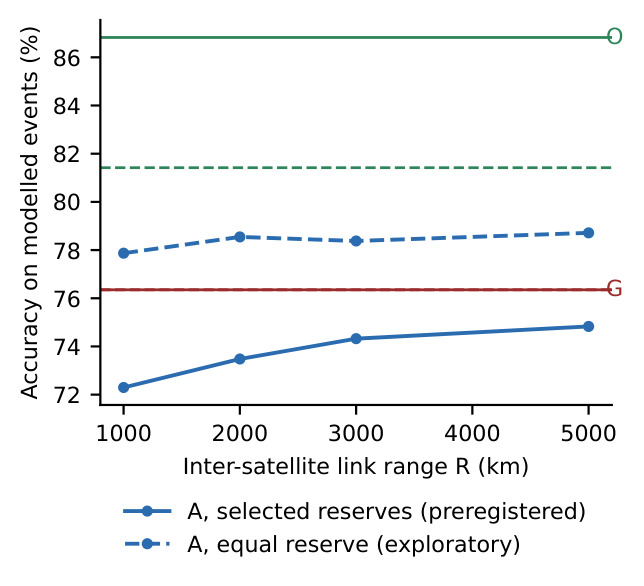 O
86
84
82
80
78
76
74
72
G
Accuracy on modelled events (%)
1000 2000 3000 4000 5000
Inter-satellite link range R (km)
A, selected reserves (preregistered)
A, equal reserve (exploratory)